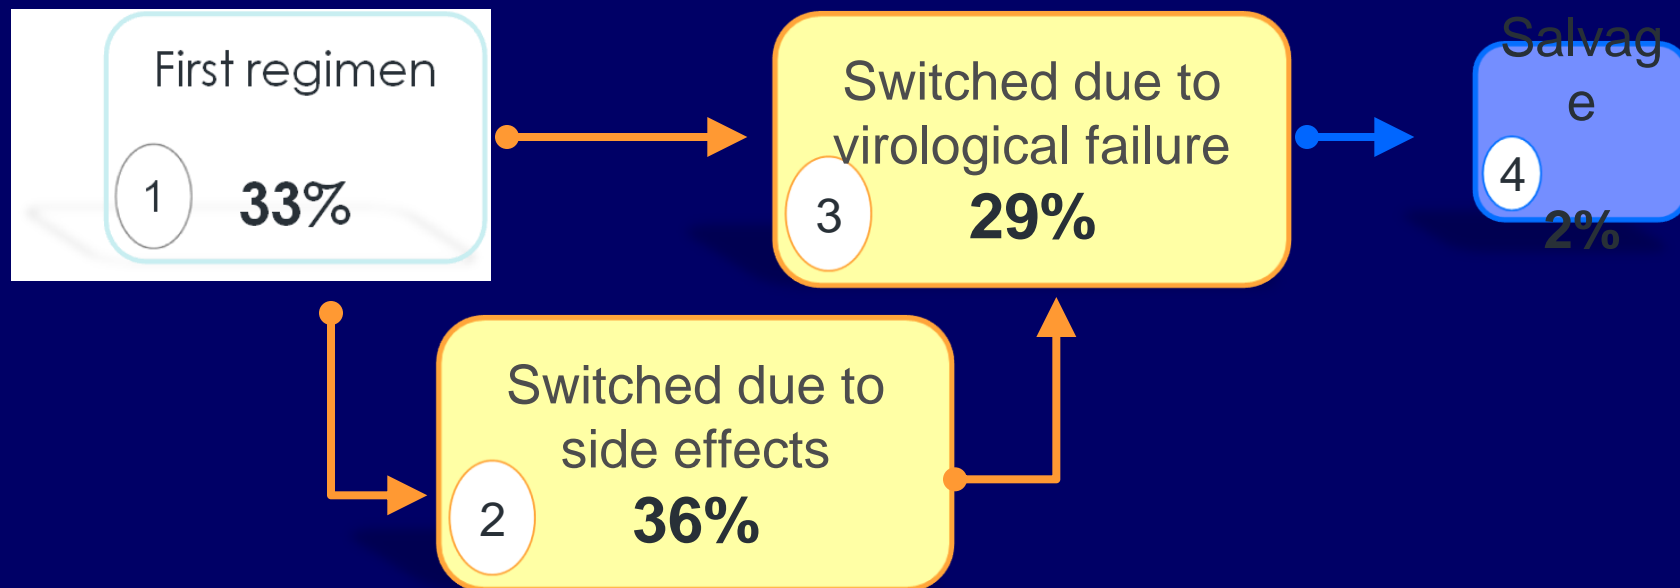 First regimen
1
33%
Switched due to
virological failure
3
29%
Salvag
e
4
2%
Switched due to
side effects
2
36%